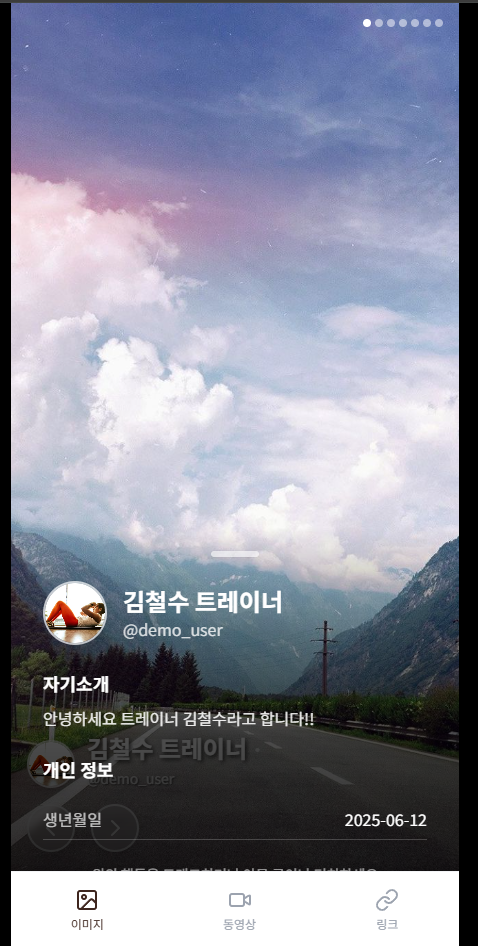 김철수 트레이너
@demo_user
자기소개
안녕하세요 트레이너 김철수라고 합니다!!
김철수 트레이너
@demo_user
개인 정보
생년월일 2025-06-12
이미지 동영상 링크